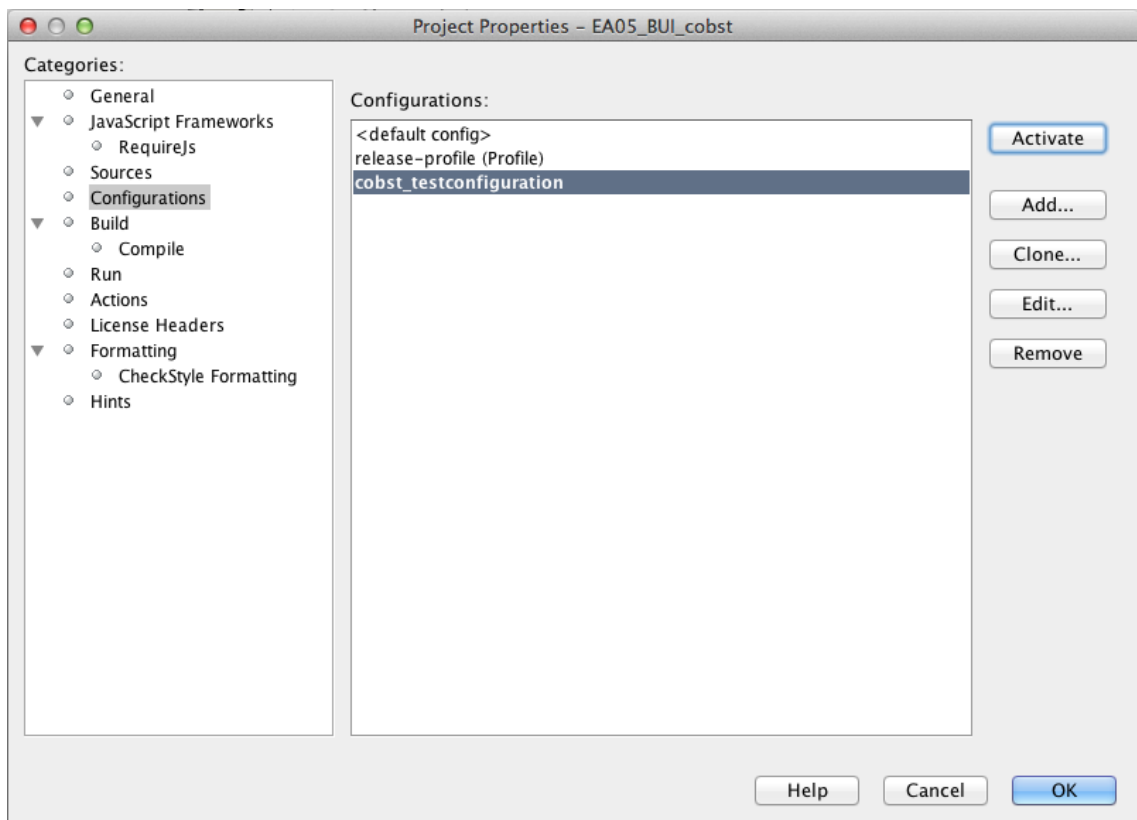 Project Properties – EA05_BUI_cobst
Categories:
General
JavaScript Frameworks
RequireJs
Sources
Configurations
Build
Compile
Run
Actions
License Headers
Formatting
CheckStyle Formatting
Hints
Configurations:
<default config>
release-profile (Profile)
cobst_testconfiguration
Activate
Add...
Clone...
Edit...
Remove
Help
Cancel
OK